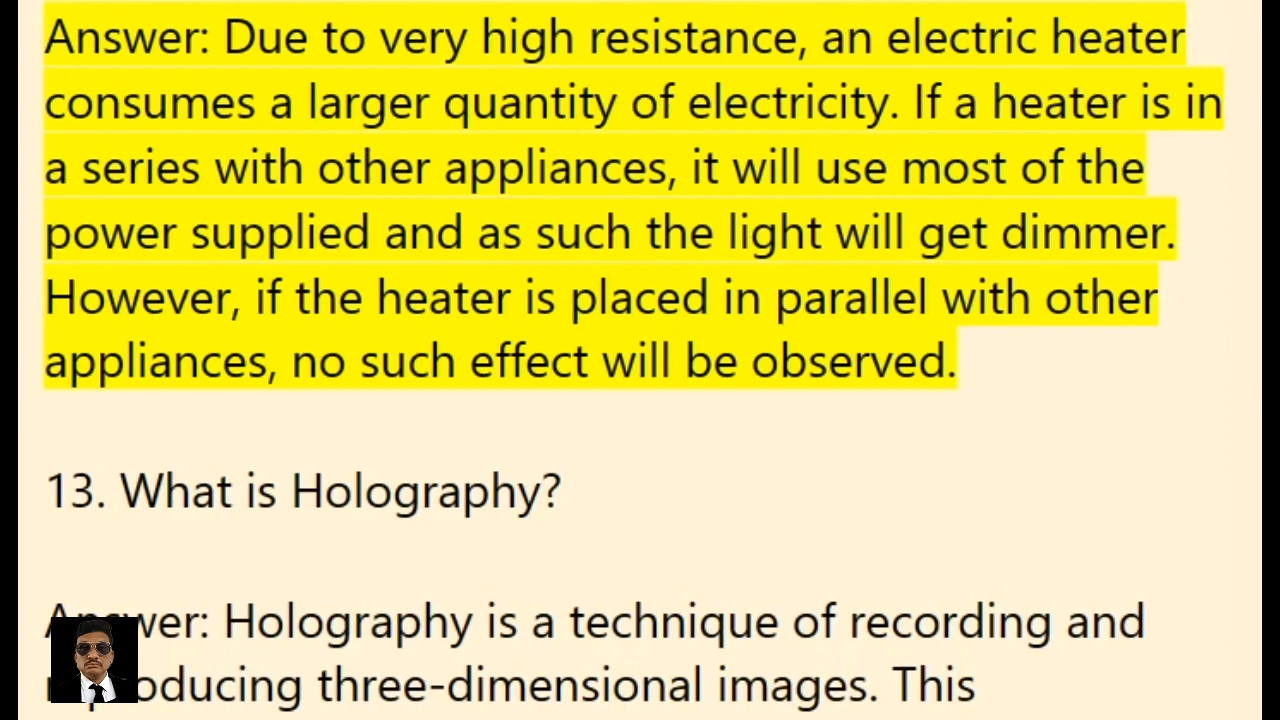 Answer: Due to very high resistance, an electric heater
consumes a larger quantity of electricity. If a heater is in
a series with other appliances, it will use most of the
power supplied and as such the light will get dimmer.
However, if the heater is placed in parallel with other
appliances, no such effect will be observed.
13. What is Holography?
Answer: Holography is a technique of recording and
three-dimensional images. This